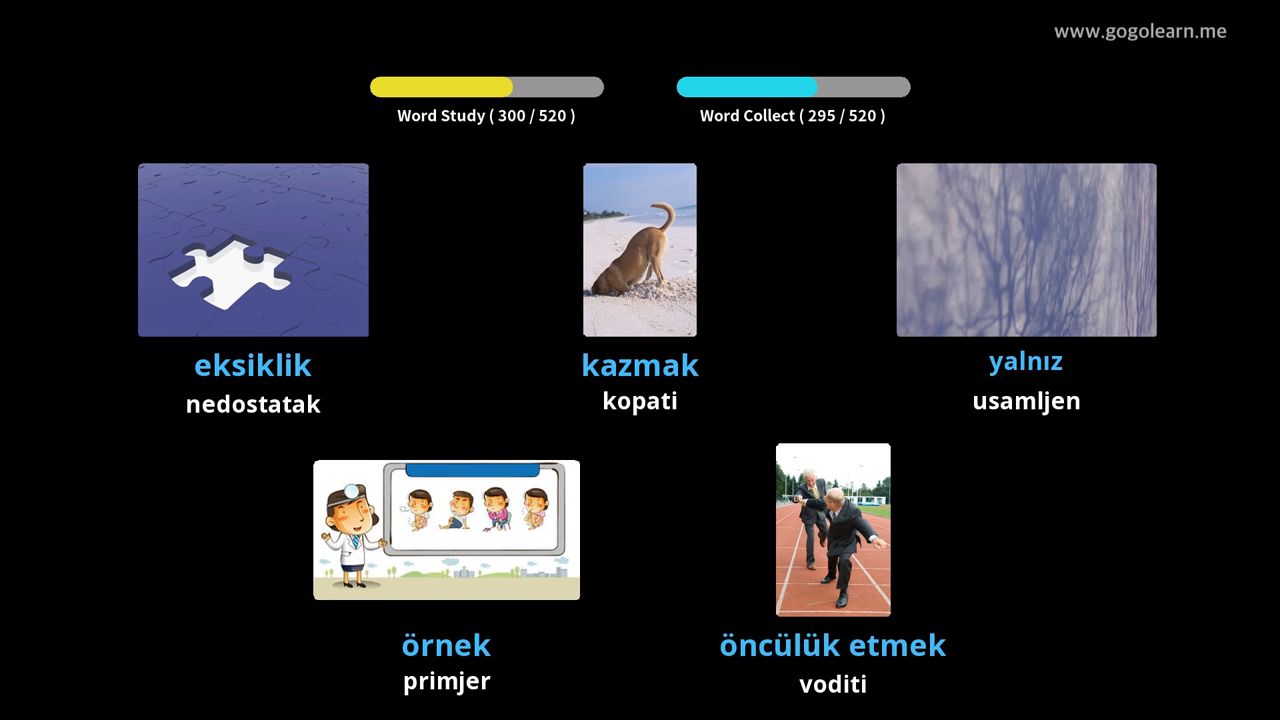 www.gogolearn.me
Word Study ( 300 / 520 )
Word Collect ( 295 / 520 )
eksiklik
nedostatak
kazmak
kopati
yalnız
usamljen
örnek
primjer
öncülük etmek
voditi